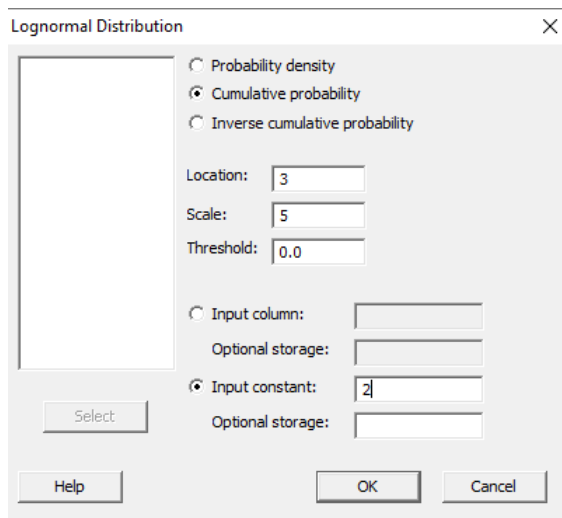 Lognormal Distribution
Probability density
Cumulative probability
Inverse cumulative probability
Location: 3
Scale: 5
Threshold: 0.0
Input column:
Optional storage:
Input constant: 2
Select
Optional storage:
Help OK Cancel